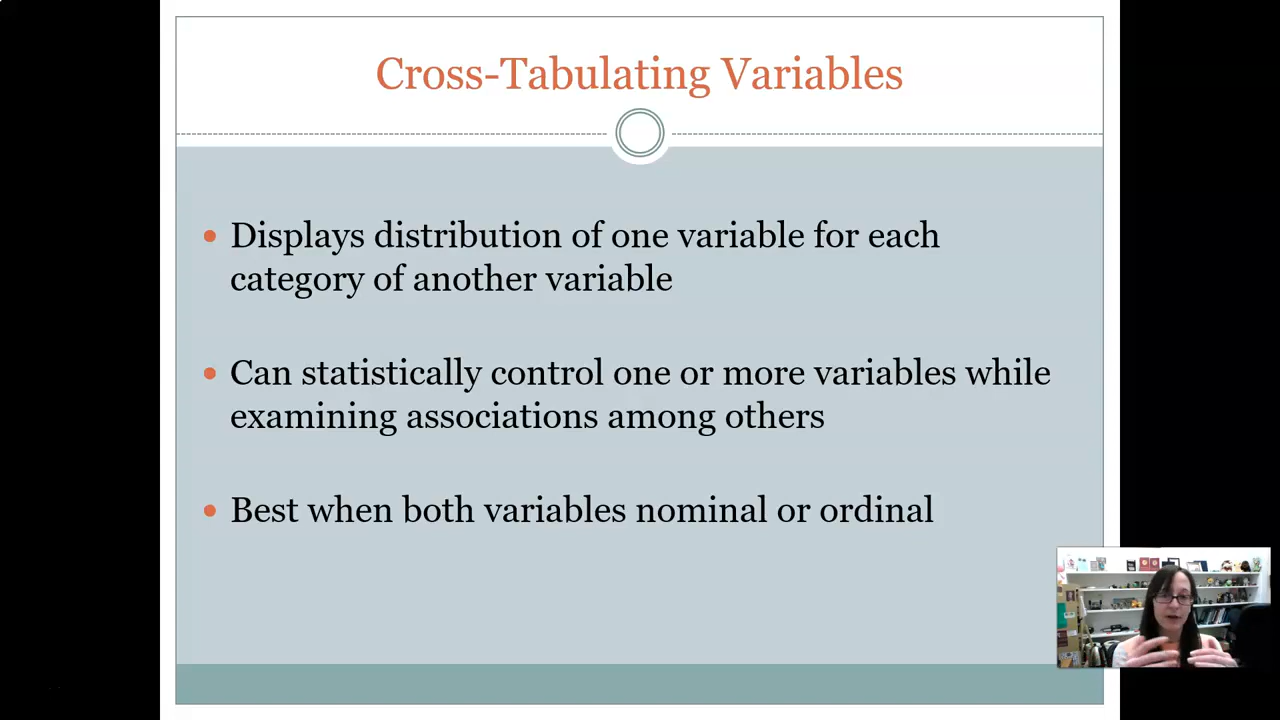 Cross-Tabulating Variables
Displays distribution of one variable for each
category of another variable
Can statistically control one or more variables while
examining associations among others
Best when both variables nominal or ordinal